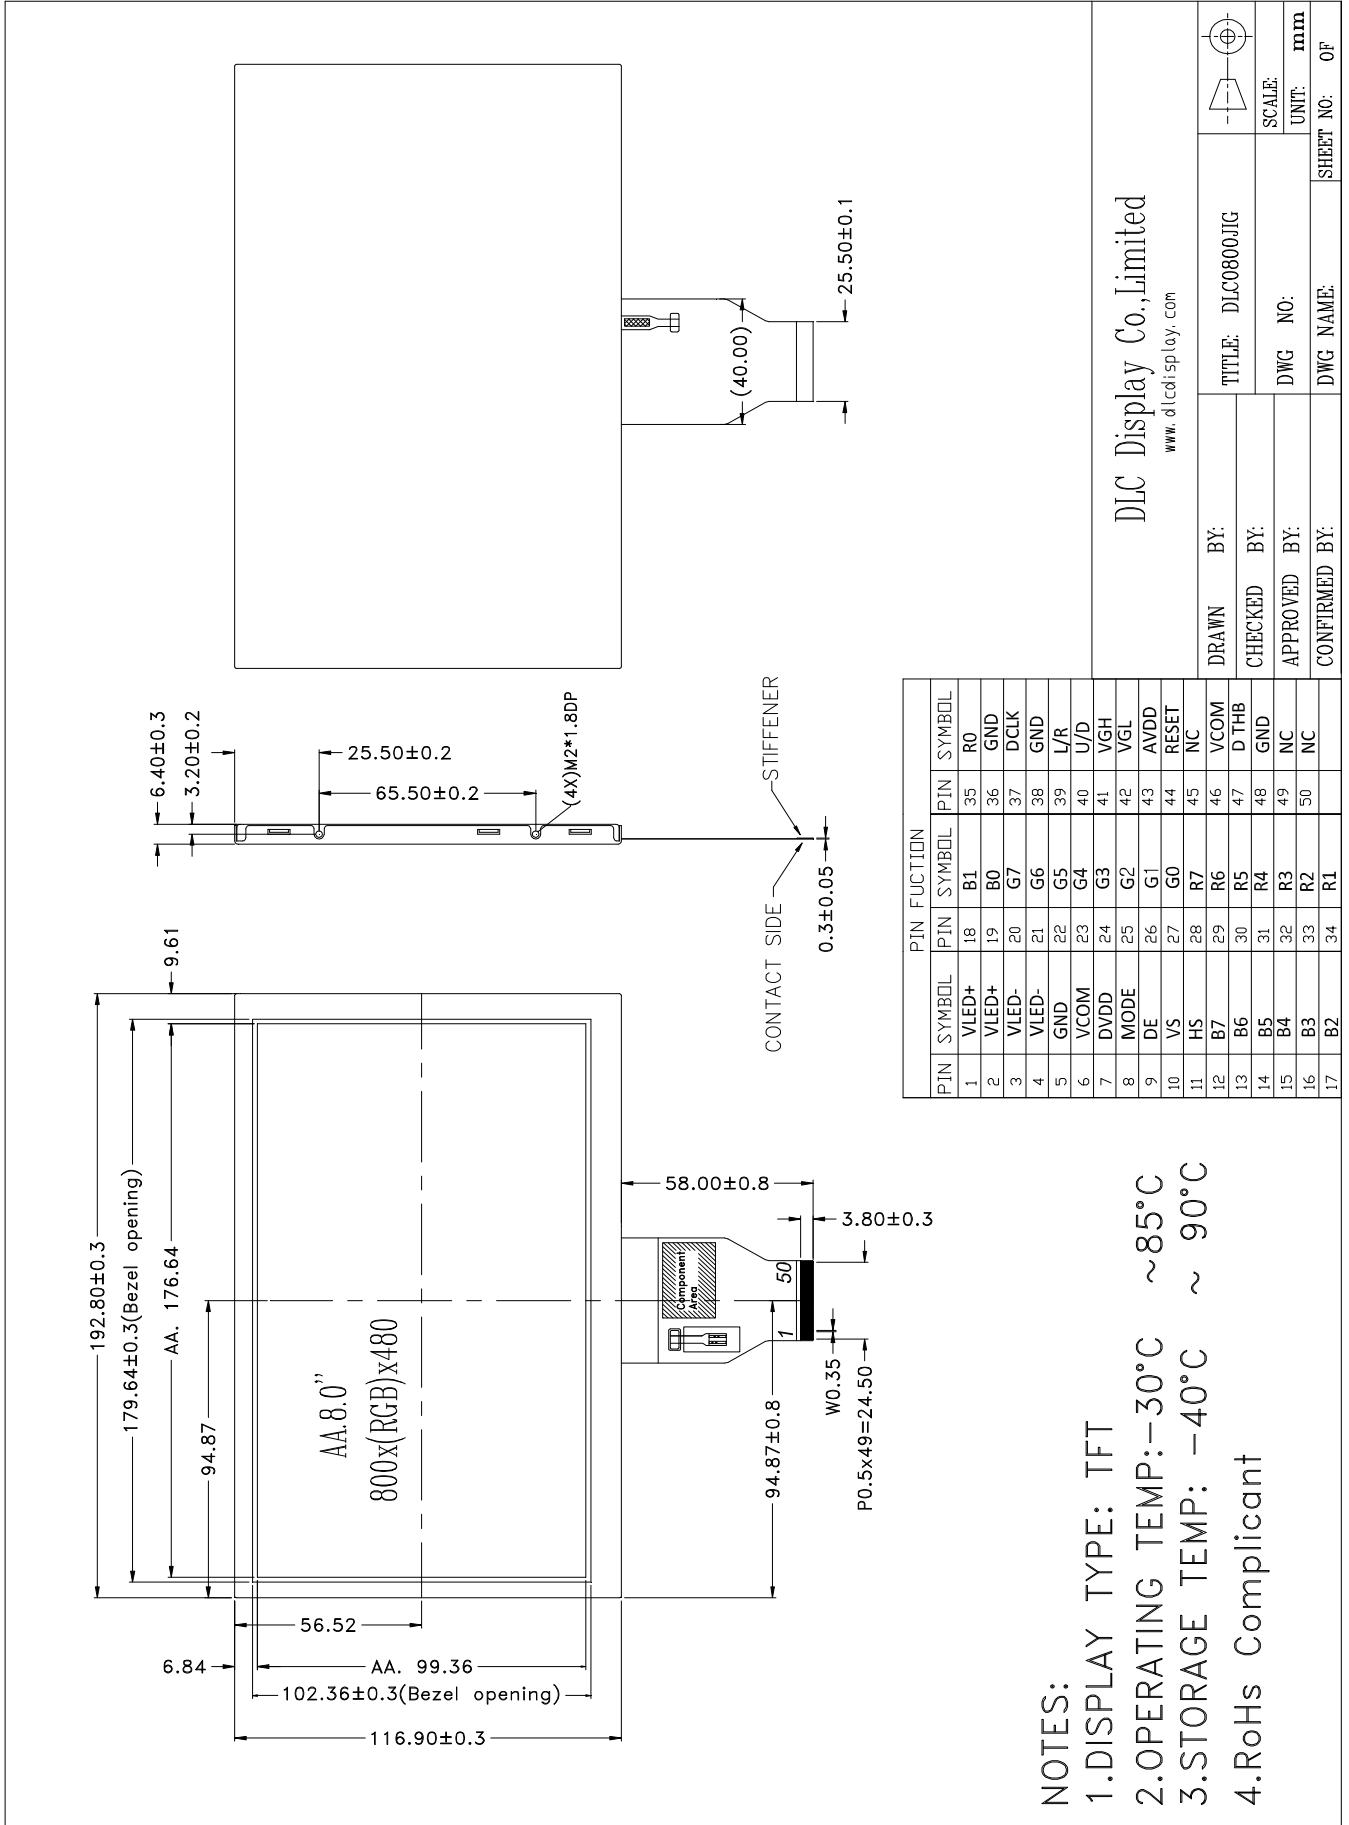 192.80±0.3
179.64±0.3(Bezel opening)
AA. 176.64
94.87
9.61
AA.8.0”
800x(RGB)x480
56.52
6.84
AA. 99.36
102.36±0.3(Bezel opening)
116.90±0.3
Component
Area
1
50
58.00±0.8
3.80±0.3
94.87±0.8
W0.35
P0.5x49=24.50
6.40±0.3
3.20±0.2
25.50±0.2
65.50±0.2
(4X)M2*1.8DP
STIFFENER
CONTACT SIDE
0.3±0.05
(40.00)
25.50±0.1
NOTES:
1.DISPLAY TYPE: TFT
2.OPERATING TEMP:-30°C ~85°C
3.STORAGE TEMP: -40°C ~ 90°C
4.RoHs Complicant
PIN FUCTION
PIN SYMBOL PIN SYMBOL PIN SYMBOL
1 VLED+ 18 B1 35 R0
2 VLED+ 19 B0 36 GND
3 VLED- 20 G7 37 DCLK
4 VLED- 21 G6 38 GND
5 GND 22 G5 39 L/R
6 VCOM 23 G4 40 U/D
7 DVDD 24 G3 41 VGH
8 MODE 25 G2 42 VGL
9 DE 26 G1 43 AVDD
10 VS 27 G0 44 RESET
11 HS 28 R7 45 NC
12 B7 29 R6 46 VCOM
13 B6 30 R5 47 D THB
14 B5 31 R4 48 GND
15 B4 32 R3 49 NC
16 B3 33 R2 50 NC
17 B2 34 R1
DLC Display Co.,Limited
www.dlcdisplay.com
DRAWN BY:
CHECKED BY:
APPROVED BY:
CONFIRMED BY:
TITLE: DLC0800JIG
DWG NO:
DWG NAME:
SCALE:
UNIT: mm
SHEET NO: OF